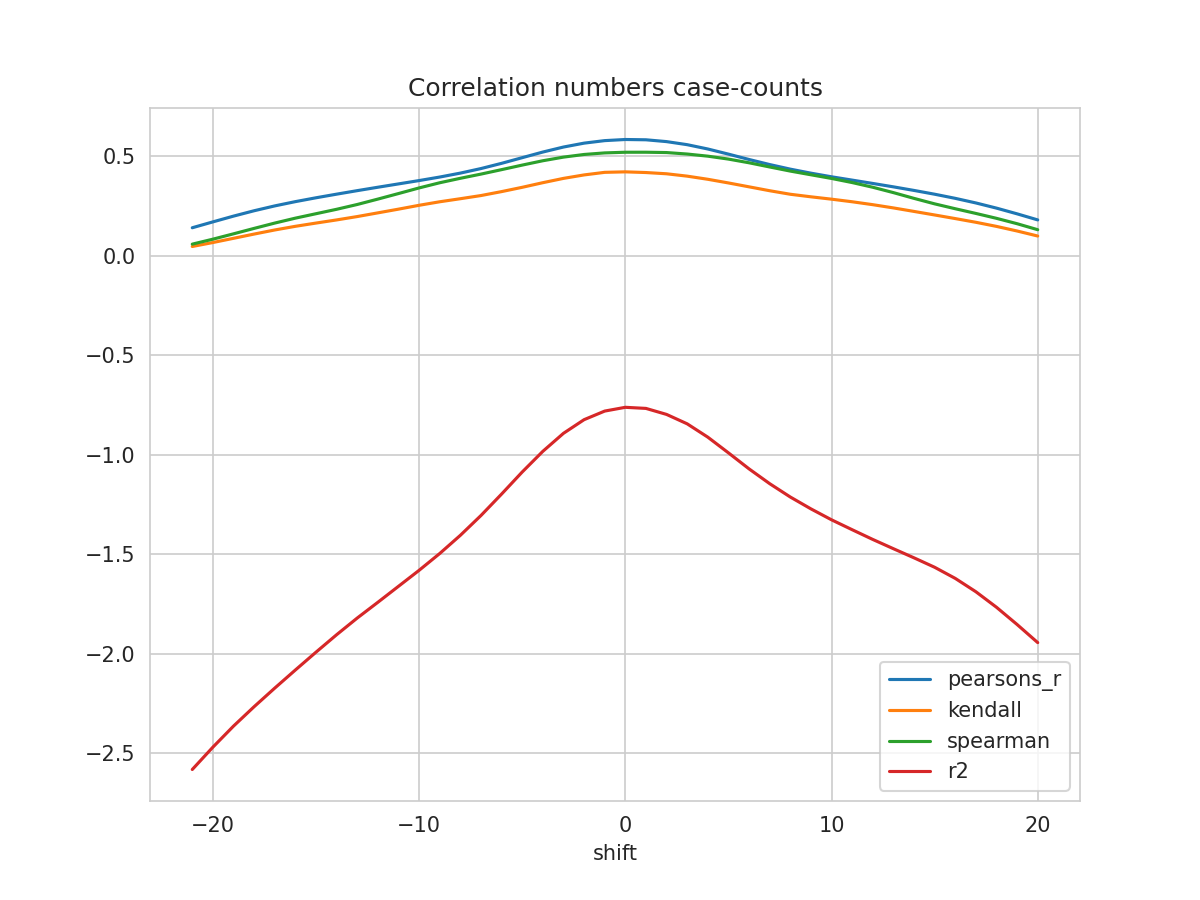 Correlation numbers case-counts
0.5
0.0
−0.5
−1.0
−1.5
−2.0
−2.5
pearsons_r
kendall
spearman
r2
−20
−10
0
10
20
shift